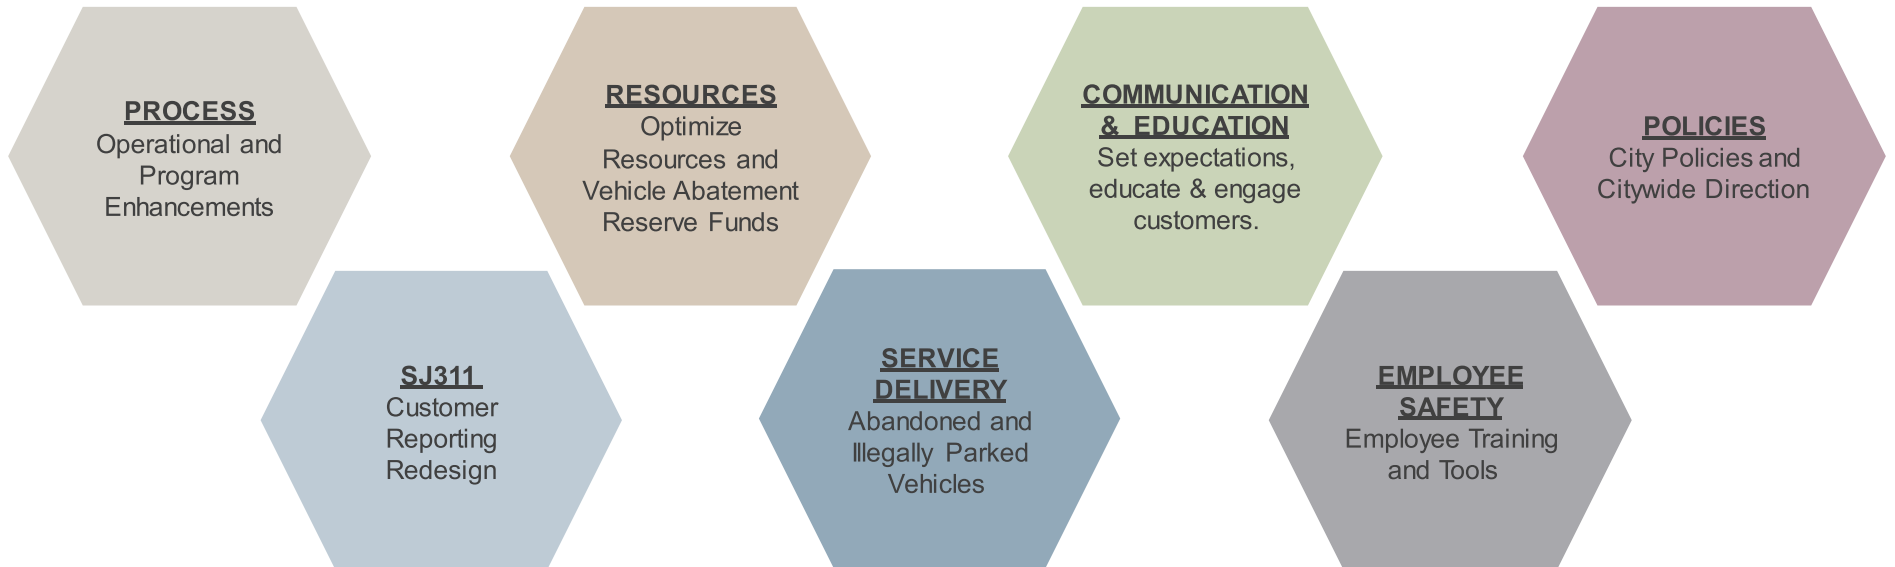 PROCESS
Operational and
Program
Enhancements
SJ311
Customer
Reporting
Redesign
RESOURCES
Optimize
Resources and
Vehicle Abatement
Reserve Funds
SERVICE
DELIVERY
Abandoned and
Illegally Parked
Vehicles
COMMUNICATION
& EDUCATION
Set expectations,
educate & engage
customers.
EMPLOYEE
SAFETY
Employee Training
and Tools
POLICIES
City Policies and
Citywide Direction